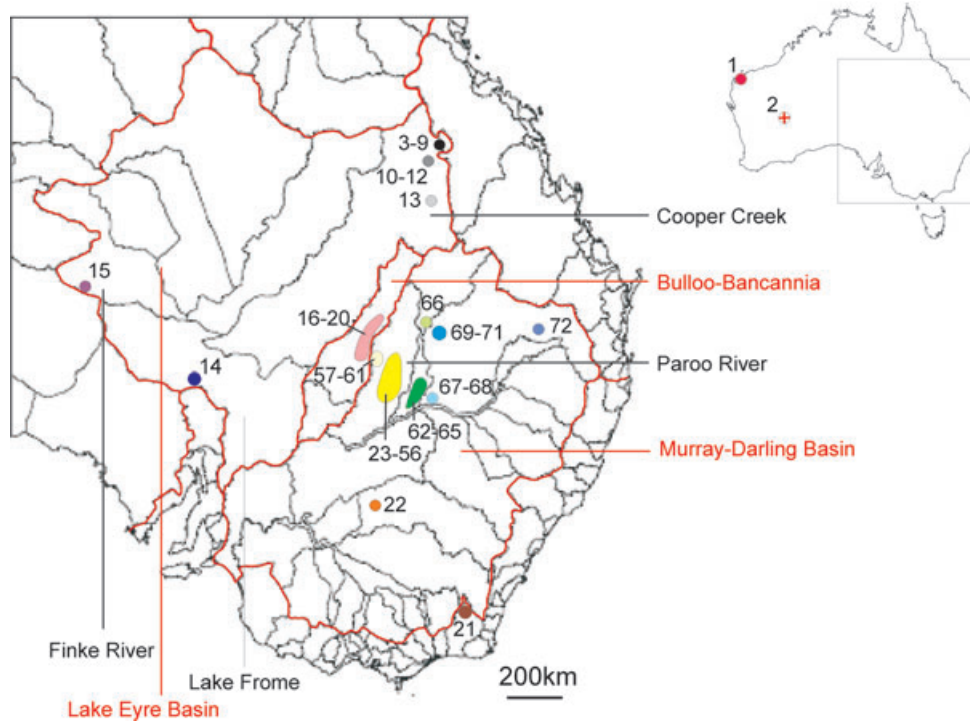 1
2
3-9
10-12
13
Cooper Creek
15
Bulloo-Bancannia
66
16-20
69-71
72
57-61
Paroo River
14
67-68
62-65
23-56
Murray-Darling Basin
22
21
Finke River
Lake Frome
200km
Lake Eyre Basin